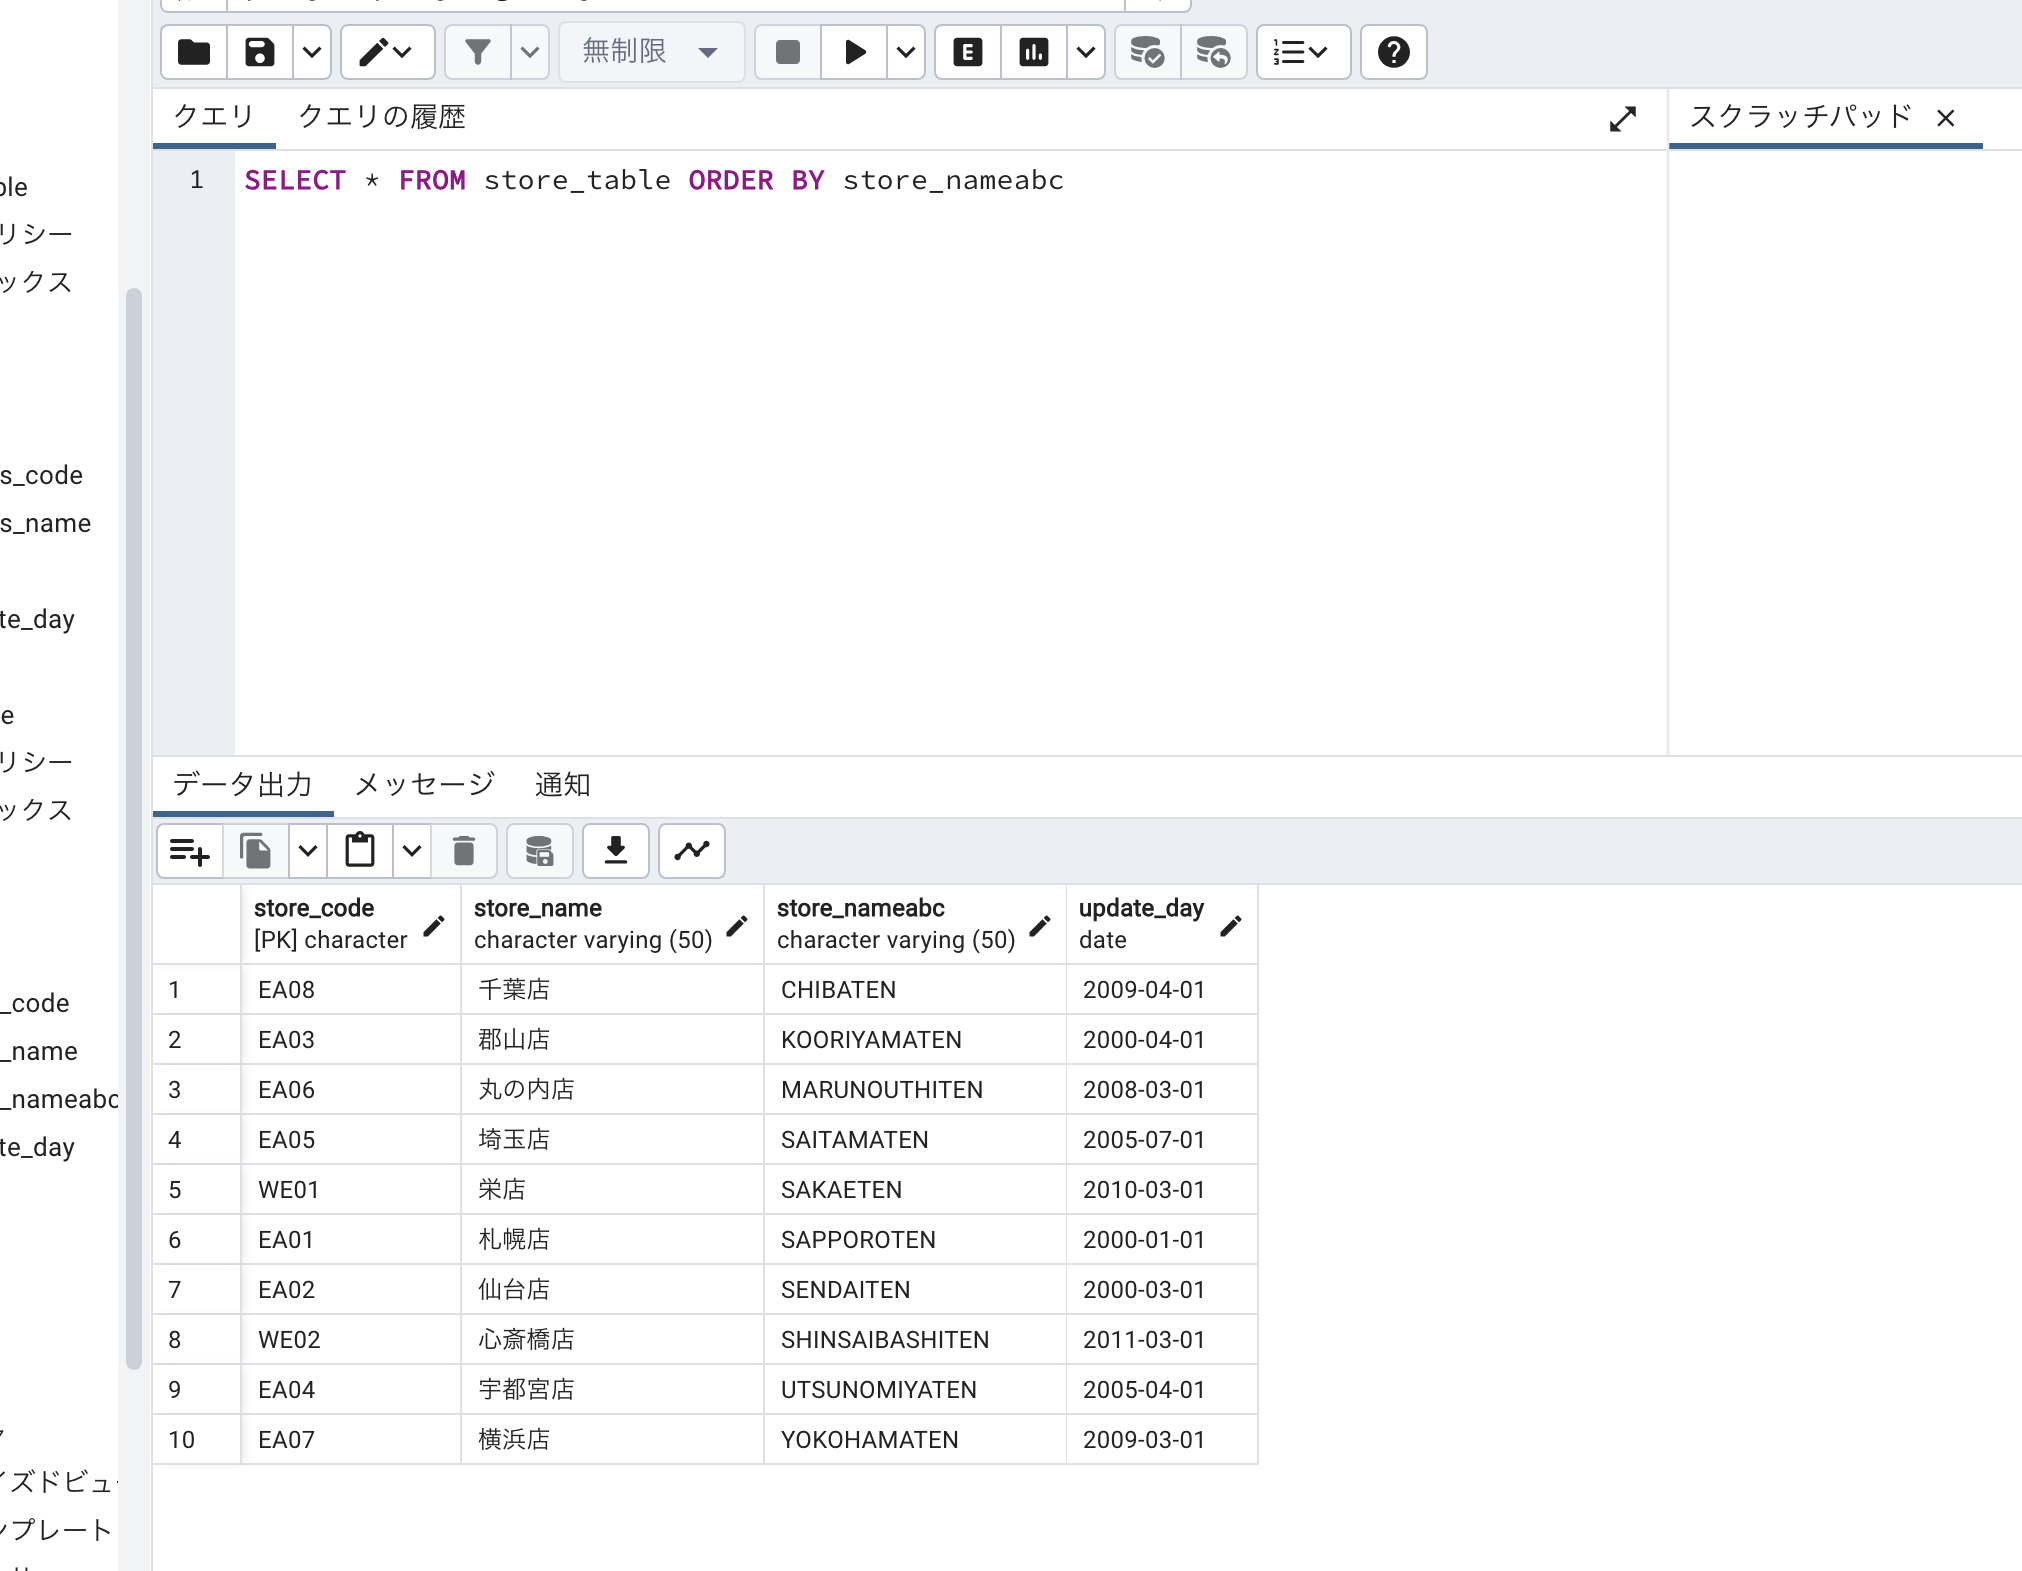 ble
リシー
ックス
s_code
s_name
te_day
e
リシー
ックス
_code
_name
_nameabc
te_day
イズドビュー
ンプレート
無制限
E
クエリ クエリの履歴
スクラッチパッド ×
1 SELECT * FROM store_table ORDER BY store_nameabc
データ出力 メッセージ 通知
store_code store_name store_nameabc update_day
[PK] character character varying (50) character varying (50) date
1 EA08 千葉店 CHIBATEN 2009-04-01
2 EA03 郡山店 KOORIYAMATEN 2000-04-01
3 EA06 丸の内店 MARUNOUTHITEN 2008-03-01
4 EA05 埼玉店 SAITAMATEN 2005-07-01
5 WE01 栄店 SAKAETEN 2010-03-01
6 EA01 札幌店 SAPPOROTEN 2000-01-01
7 EA02 仙台店 SENDAITEN 2000-03-01
8 WE02 心斎橋店 SHINSAIBASHITEN 2011-03-01
9 EA04 宇都宮店 UTSUNOMIYATEN 2005-04-01
10 EA07 横浜店 YOKOHAMATEN 2009-03-01